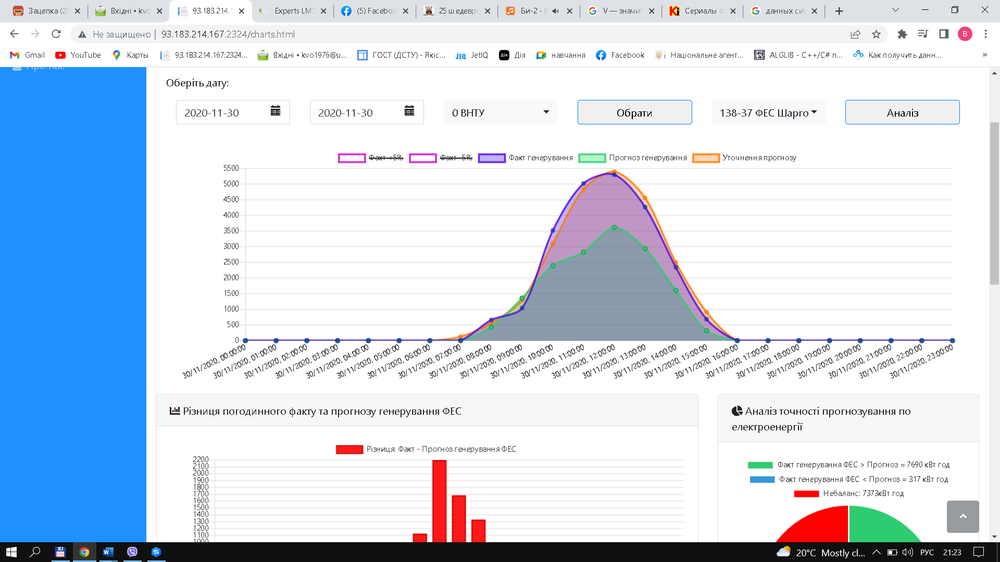 Зацепка (20
Вхідні • kvo
93.183.214.1
Experts LMS
(5) Facebook
25 шедевро
Би-2 - Я
V — значит
Сериалы о
данных син
Не защищено
93.183.214.167:2324/charts.html
B
Gmail
YouTube
Карты
93.183.214.167:2324...
Вхідні • kvo1976@u...
ГОСТ (ДСТУ) - Якіс...
JetIQ
Дія
навчання
Facebook
Національне агент...
ALGLIB - C++/C# n...
Как получить данн...
»
Про нас
Оберіть дату:
2020-11-30
2020-11-30
0 ВНТУ
Обрати
138-37 ФЕС Шарго
Аналіз
Факт +5%
Факт -5%
Факт генерування
Прогноз генерування
Уточнення прогнозу
5500
5000
4500
4000
3500
3000
2500
2000
1500
1000
500
0
30/11/2020, 00:00:00
30/11/2020, 01:00:00
30/11/2020, 02:00:00
30/11/2020, 03:00:00
30/11/2020, 04:00:00
30/11/2020, 05:00:00
30/11/2020, 06:00:00
30/11/2020, 07:00:00
30/11/2020, 08:00:00
30/11/2020, 09:00:00
30/11/2020, 10:00:00
30/11/2020, 11:00:00
30/11/2020, 12:00:00
30/11/2020, 13:00:00
30/11/2020, 14:00:00
30/11/2020, 15:00:00
30/11/2020, 16:00:00
30/11/2020, 17:00:00
30/11/2020, 18:00:00
30/11/2020, 19:00:00
30/11/2020, 20:00:00
30/11/2020, 21:00:00
30/11/2020, 22:00:00
30/11/2020, 23:00:00
Різниця погодинного факту та прогнозу генерування ФЕС
Різниця: Факт - Прогноз генерування ФЕС
2200
2100
2000
1900
1800
1700
1600
1500
1400
1300
1200
1100
1000
Аналіз точності прогнозування по
електроенергії
Факт генерування ФЕС > Прогноз = 7690 кВт год
Факт генерування ФЕС < Прогноз = 317 кВт год
Небаланс: 7373кВт год
20°C Mostly cl...
РУС
21:23